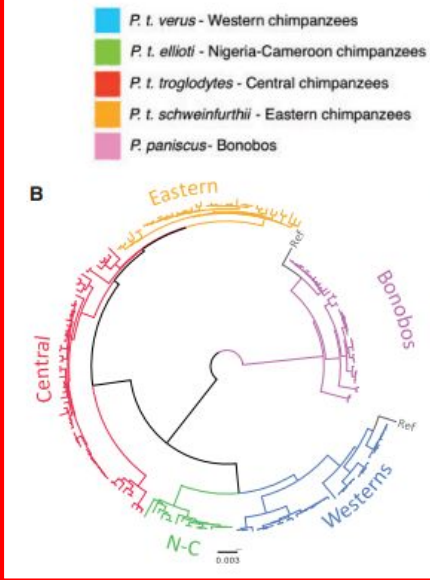 P. t. verus - Western chimpanzees
P. t. ellioti - Nigeria-Cameroon chimpanzees
P. t. troglodytes - Central chimpanzees
P. t. schweinfurthii - Eastern chimpanzees
P. paniscus- Bonobos
B
Eastern
Ref
Bonobos
Central
Ref
Westerns
N-C
0.003